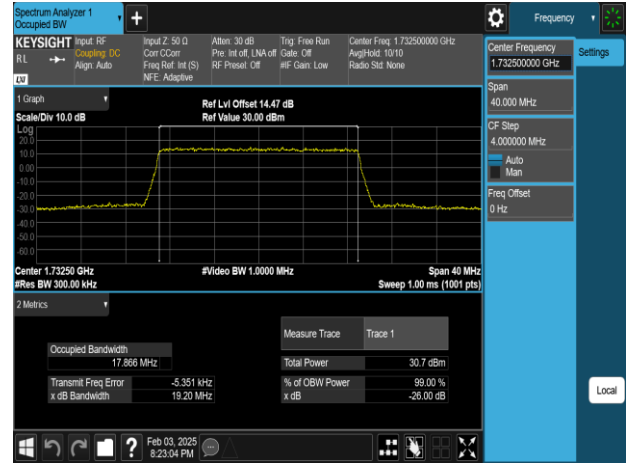 Spectrum Analyzer 1
Occupied BW
Frequency
KEYSIGHT
RL
LXI
Input: RF
Coupling: DC
Align: Auto
Input Z: 50 Ω
Corr CCorr
Freq Ref: Int (S)
NFE: Adaptive
Atten: 30 dB
Pre: Int off, LNA off
RF Preset: Off
Trig: Free Run
Gate: Off
#IF Gain: Low
Center Freq: 1.732500000 GHz
Avg|Hold: 10/10
Radio Std: None
Center Frequency
1.732500000 GHz
Settings
Span
40.000 MHz
CF Step
4.000000 MHz
Auto
Man
Freq Offset
0 Hz
Local
1 Graph
Scale/Div 10.0 dB
Ref Lvl Offset 14.47 dB
Ref Value 30.00 dBm
Log
20.0
10.0
0.00
-10.0
-20.0
-30.0
-40.0
-50.0
-60.0
Center 1.73250 GHz
#Video BW 1.0000 MHz
Span 40 MHz
#Res BW 300.00 kHz
Sweep 1.00 ms (1001 pts)
2 Metrics
Measure Trace
Trace 1
Occupied Bandwidth
17.866 MHz
Total Power
30.7 dBm
Transmit Freq Error
-5.351 kHz
% of OBW Power
99.00 %
x dB Bandwidth
19.20 MHz
x dB
-26.00 dB
?
Feb 03, 2025
8:23:04 PM